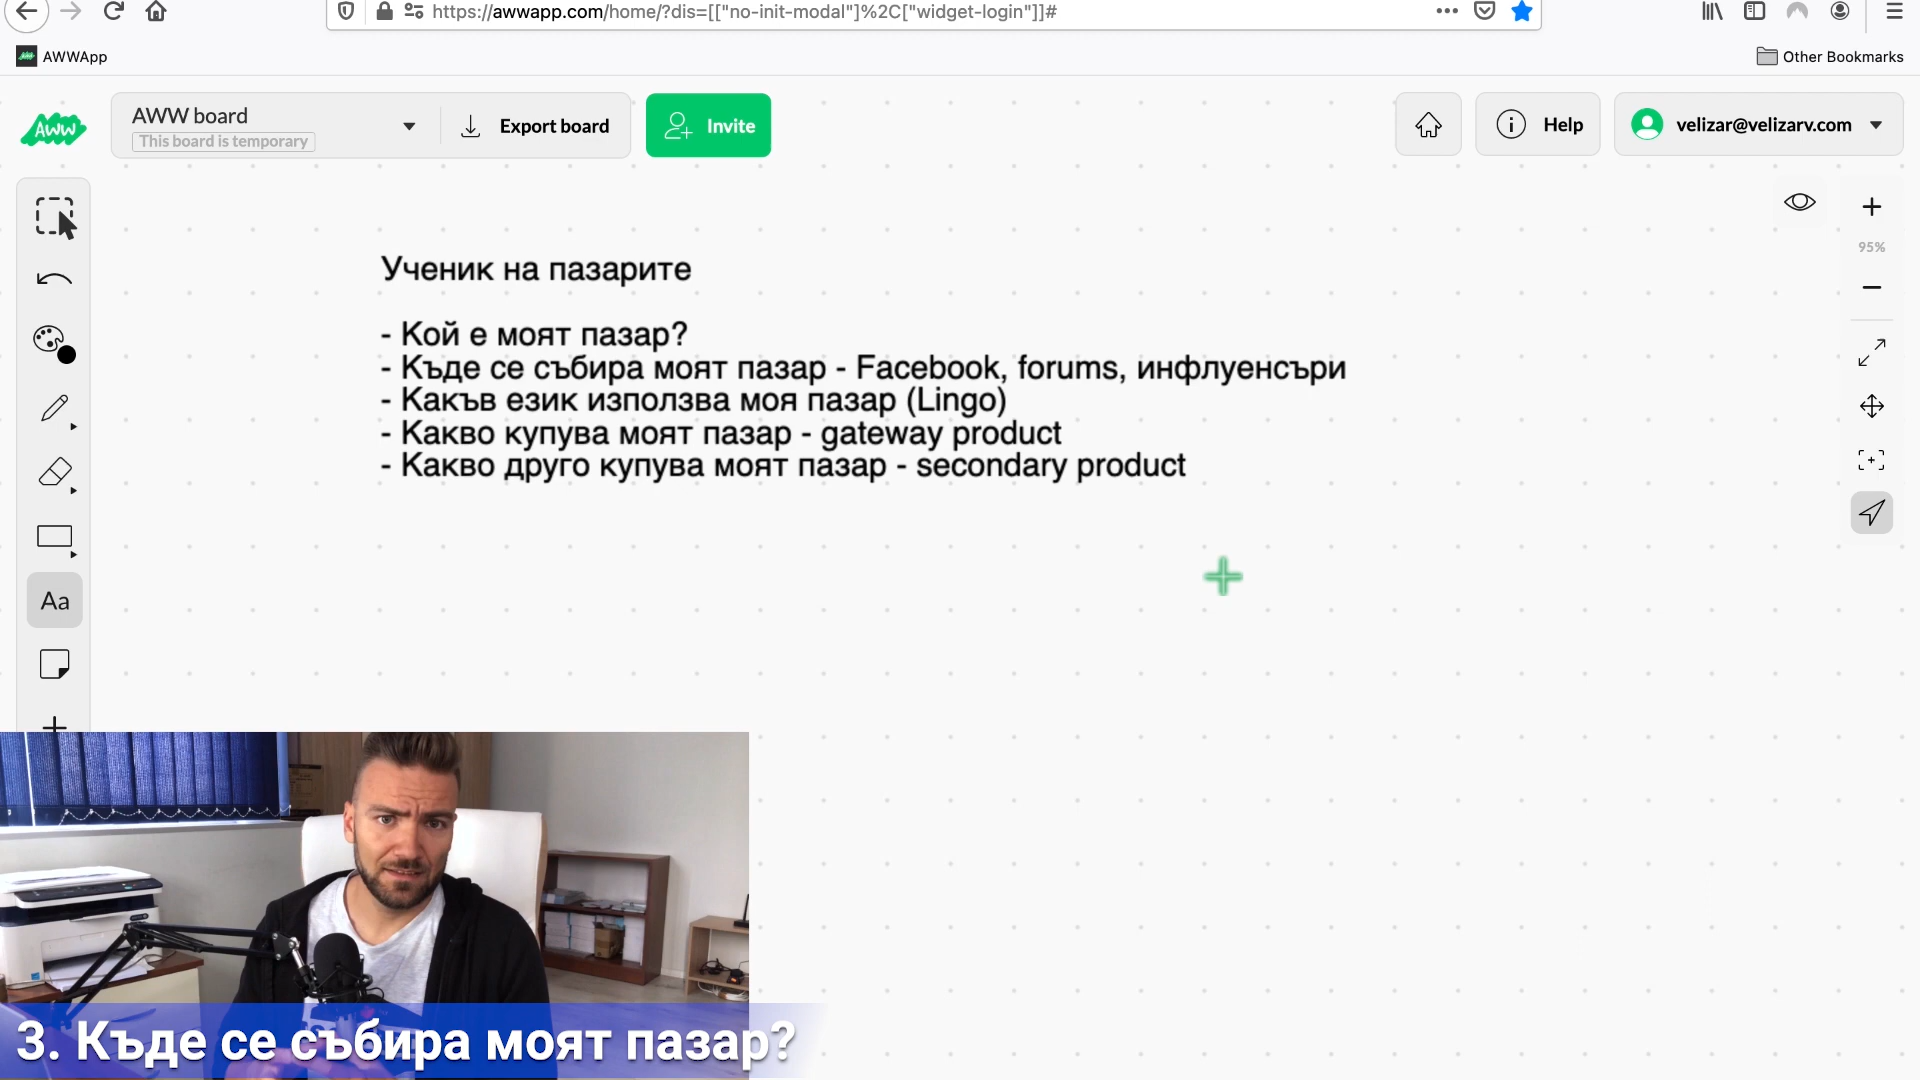 https://awwapp.com/home/?dis=[["no-init-modal"]%2C["widget-login"]]#
AWWApp
Other Bookmarks
AWW
AWW board
This board is temporary
Export board
Invite
Help
velizar@velizarv.com
95%
Ученик на пазарите
- Кой е моят пазар?
- Къде се събира моят пазар - Facebook, forums, инфлуенсъри
- Какъв език използва моя пазар (Lingo)
- Какво купува моят пазар - gateway product
- Какво друго купува моят пазар - secondary product
Aa
3. Къде се събира моят пазар?